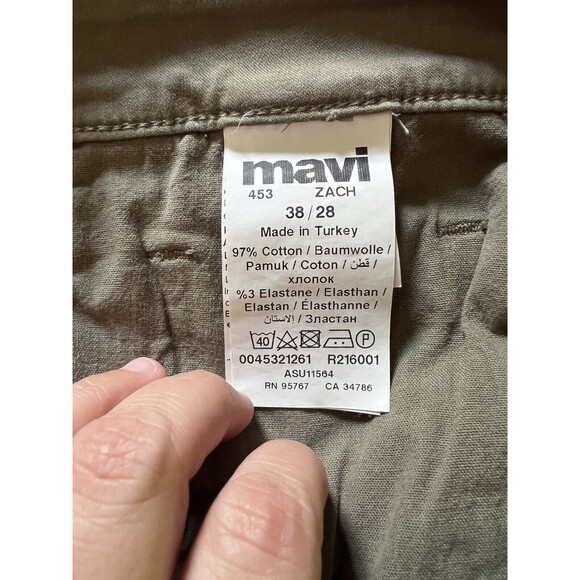 mavi
453 ZACH
38 / 28
Made in Turkey
97% Cotton / Baumwolle /
Pamuk / Coton / قطن /
хлопок
%3 Elastane / Elasthan /
Elastan / Élasthanne /
الاستان / Эластан
40
P
0045321261 R216001
ASU11564
RN 95767 CA 34786